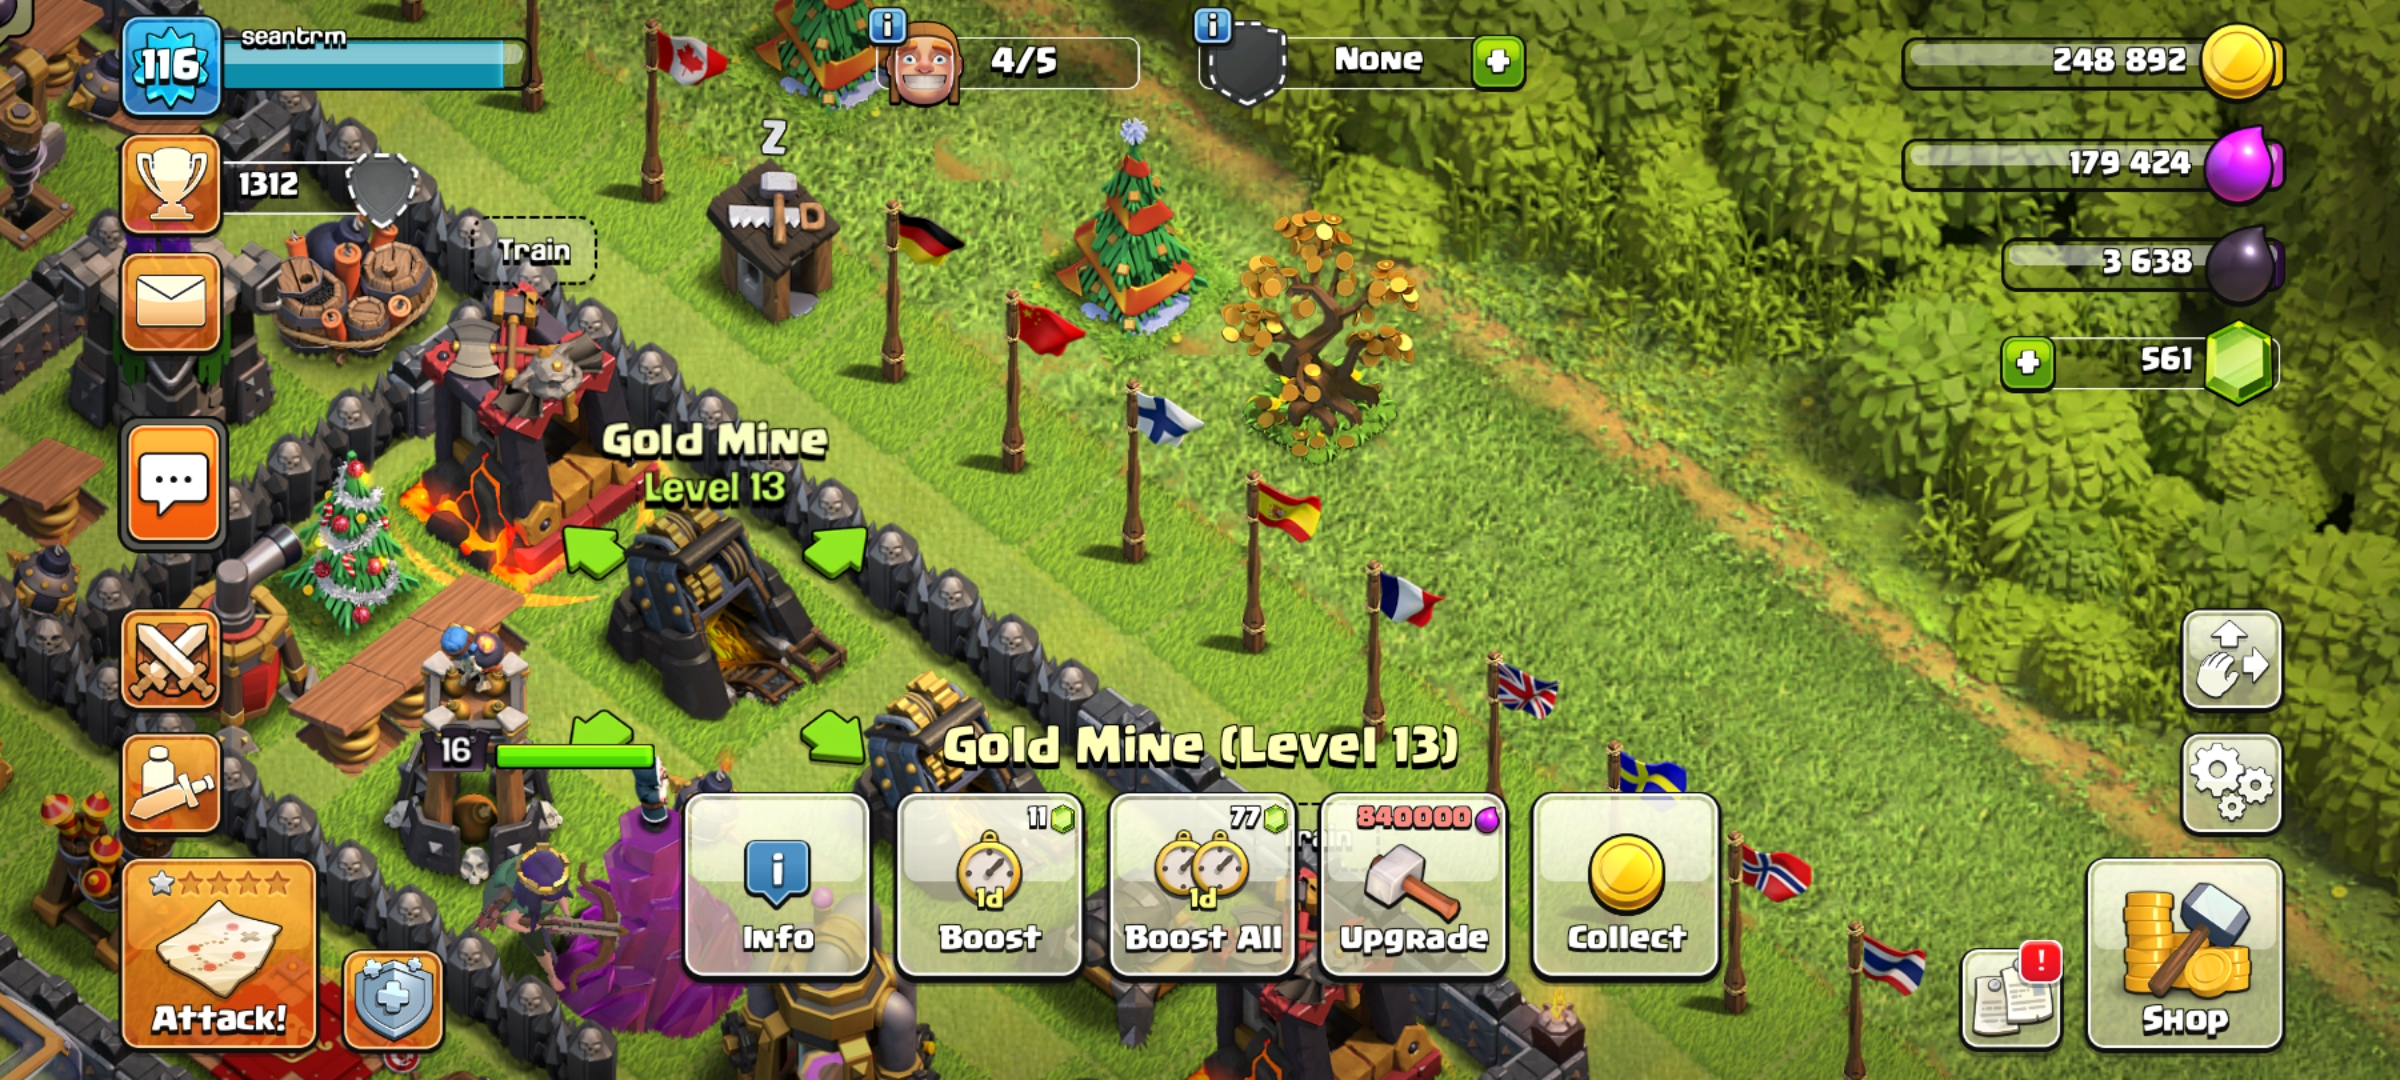 116
seantrm
4/5
None
248 892
1312
179 424
Z
Train
3 638
561
Gold Mine
Level 13
16
Gold Mine (Level 13)
11
77
840000
1d
1d
Info
Boost
Boost All
Upgrade
Collect
Train
!
Attack!
Shop